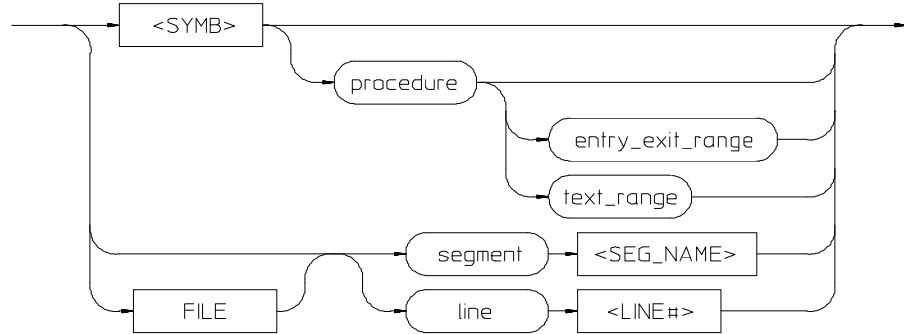 <SYMB>
procedure
entry_exit_range
text_range
segment <SEG_NAME>
FILE line <LINE#>